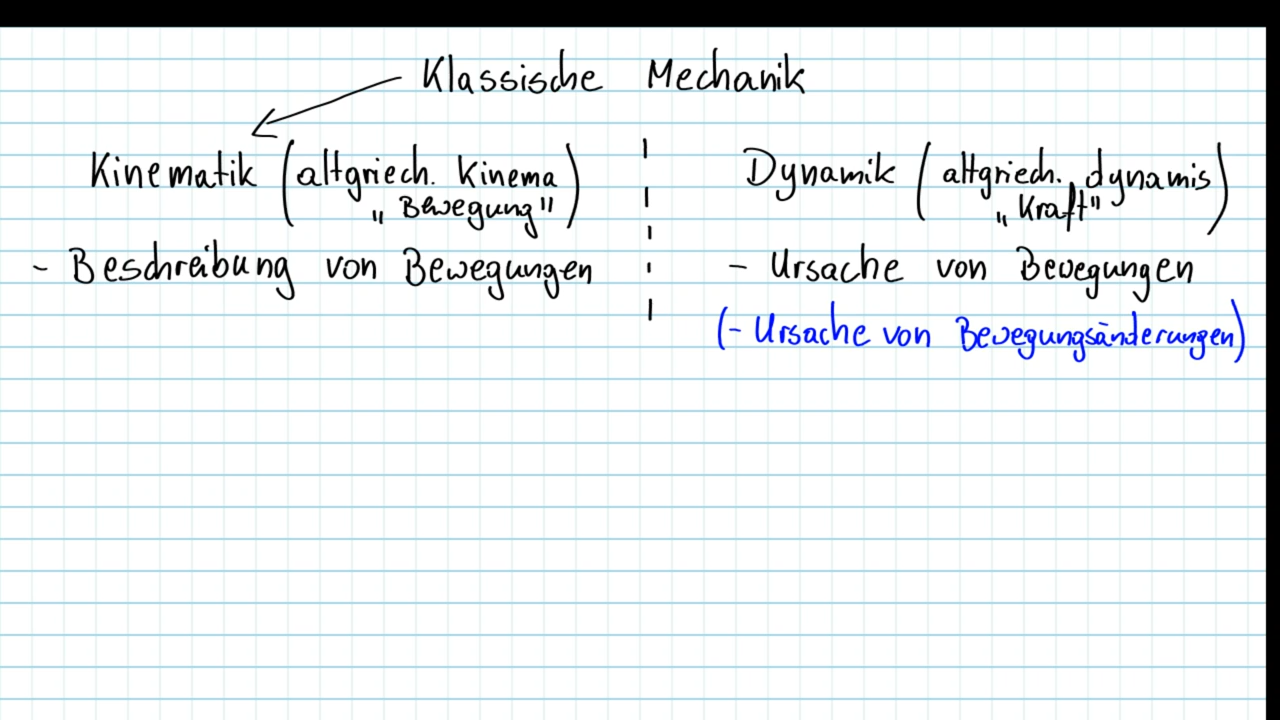 Klassische Mechanik
Kinematik (altgriech. Kinema
„Bewegung")
- Beschreibung von Bewegungen
Dynamik (altgriech. dynamis
„Kraft")
- Ursache von Bewegungen
(- Ursache von Bewegungsänderungen)